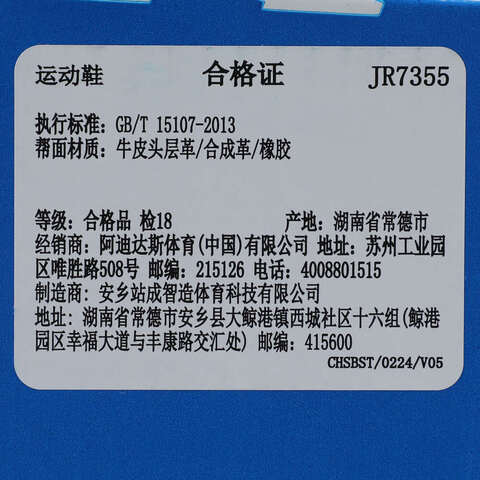 运动鞋 合格证 JR7355
执行标准: GB/T 15107-2013
帮面材质: 牛皮头层革/合成革/橡胶
等级: 合格品 检18 产地: 湖南省常德市
经销商: 阿迪达斯体育(中国)有限公司 地址: 苏州工业园
区唯胜路508号 邮编: 215126 电话: 4008801515
制造商: 安乡站成智造体育科技有限公司
地址: 湖南省常德市安乡县大鲸港镇西城社区十六组(鲸港
园区幸福大道与丰康路交汇处) 邮编: 415600
CHSBST/0224/V05